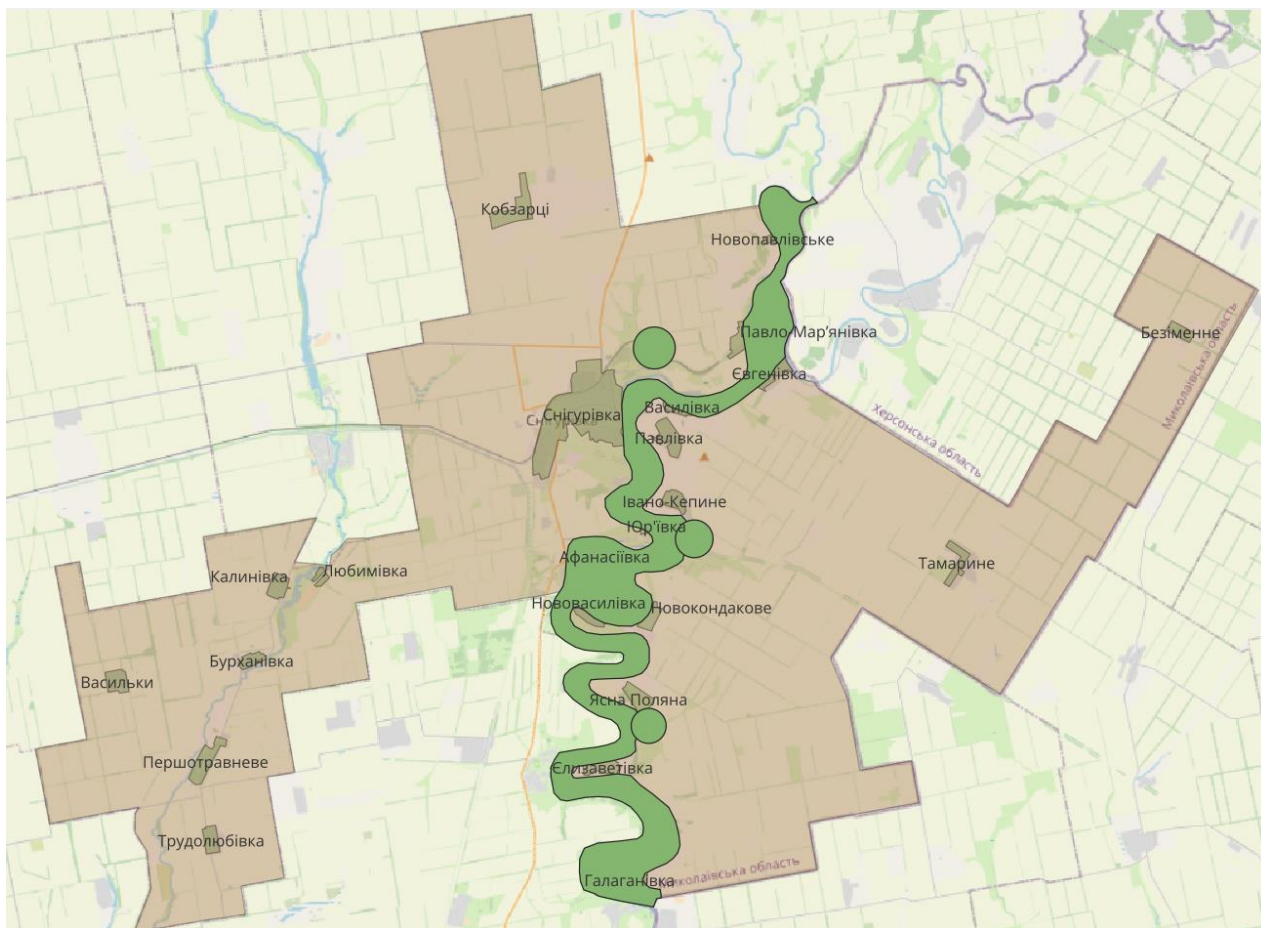 Кобзарці
Новопавлівське
Павло-Мар'янівка
Безіменне
Євгенівка
Миколаївська область
Василівка
Снігурівка
Снігурівка
Херсонська область
Павлівка
Івано-Кепине
Юр'ївка
Афанасіївка
Тамарине
Любимівка
Калинівка
Нововасилівка
Новокондакове
Бурханівка
Васильки
Ясна Поляна
Першотравневе
Єлизаветівка
Трудолюбівка
Галаганівка
Миколаївська область